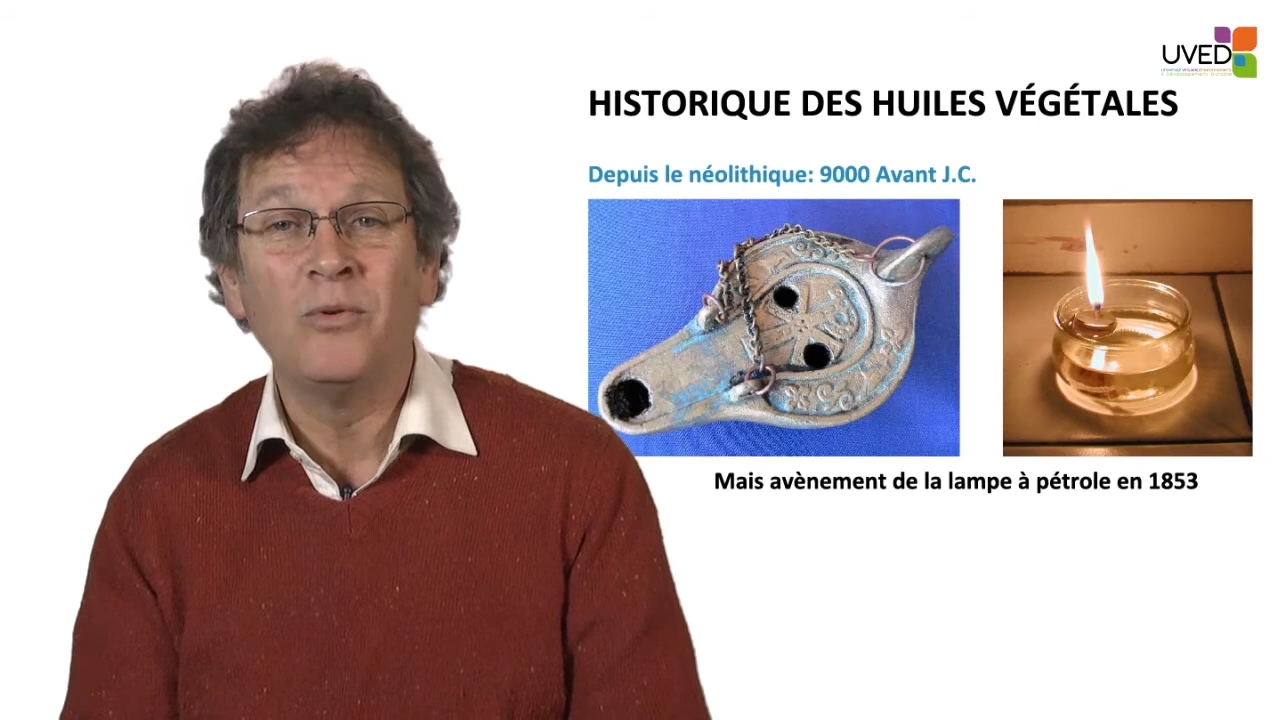 UVED
HISTORIQUE DES HUILES VÉGÉTALES
Depuis le néolithique: 9000 Avant J.C.
Mais avènement de la lampe à pétrole en 1853